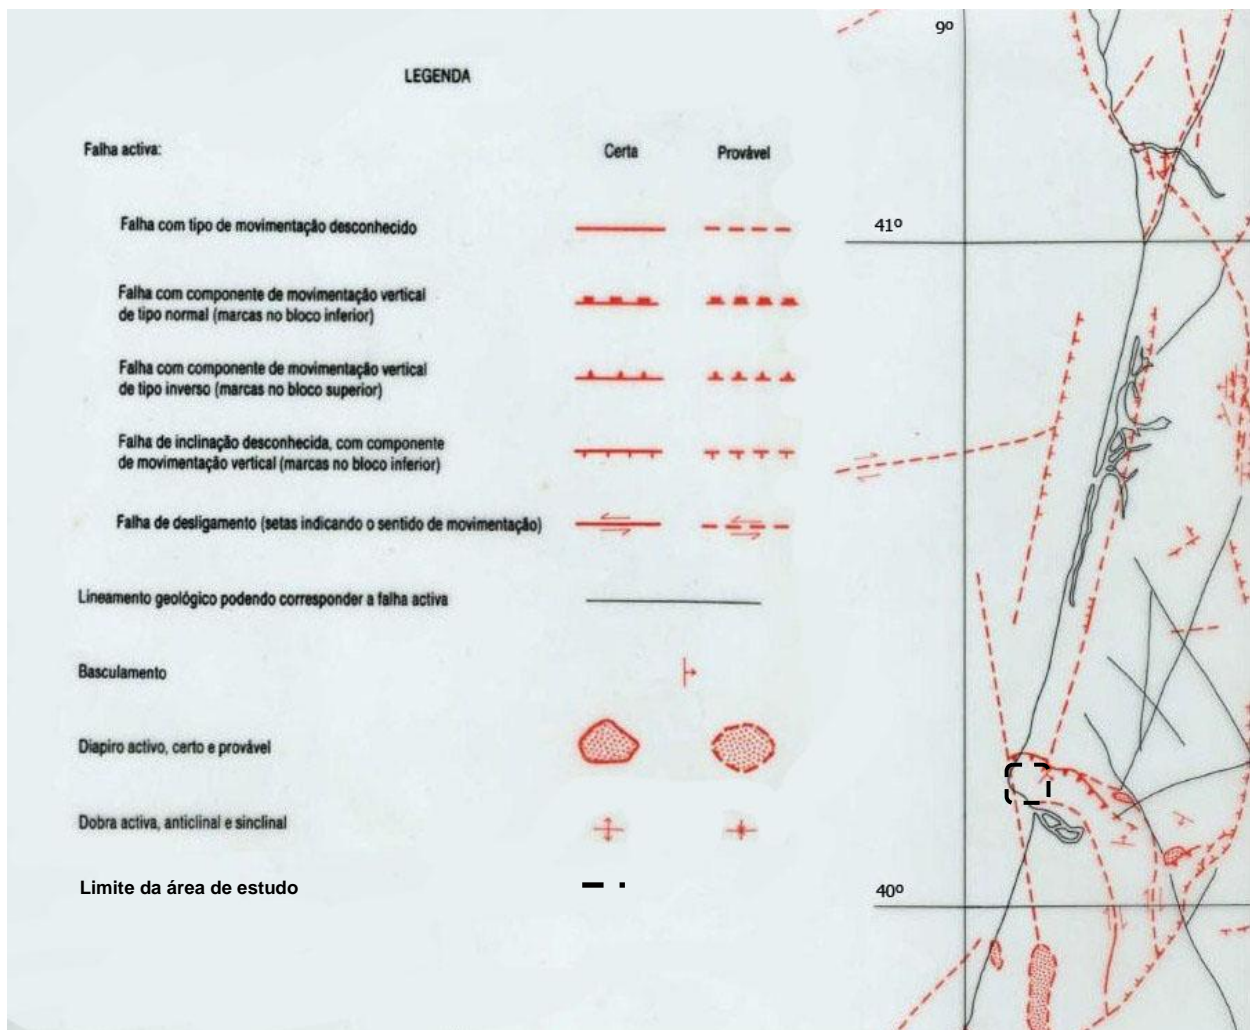 LEGENDA
Falha activa:
Certa
Provável
Falha com tipo de movimentação desconhecido
Falha com componente de movimentação vertical
de tipo normal (marcas no bloco inferior)
Falha com componente de movimentação vertical
de tipo inverso (marcas no bloco superior)
Falha de inclinação desconhecida, com componente
de movimentação vertical (marcas no bloco inferior)
Falha de desligamento (setas indicando o sentido de movimentação)
Lineamento geológico podendo corresponder a falha activa
Basculamento
Diapiro activo, certo e provável
Dobra activa, anticlinal e sinclinal
Limite da área de estudo
9º
41º
40º